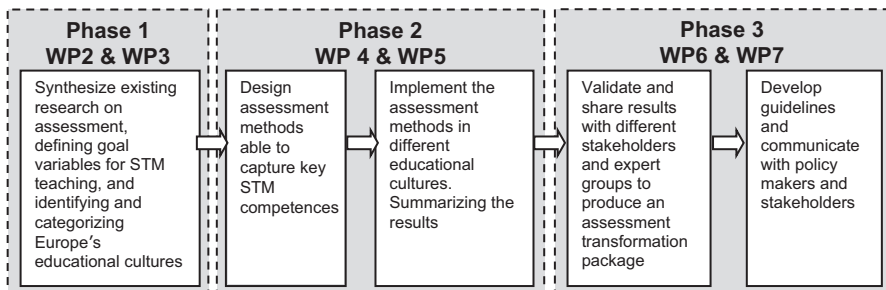 Phase 1
WP2 & WP3
Synthesize existing
research on
assessment,
defining goal
variables for STM
teaching, and
identifying and
categorizing
Europe's
educational cultures
Phase 2
WP 4 & WP5
Design
assessment
methods
able to
capture key
STM
competences
Implement the
assessment
methods in
different
educational
cultures.
Summarizing the
results
Phase 3
WP6 & WP7
Validate and
share results
with different
stakeholders
and expert
groups to
produce an
assessment
transformation
package
Develop
guidelines
and
communicate
with policy
makers and
stakeholders